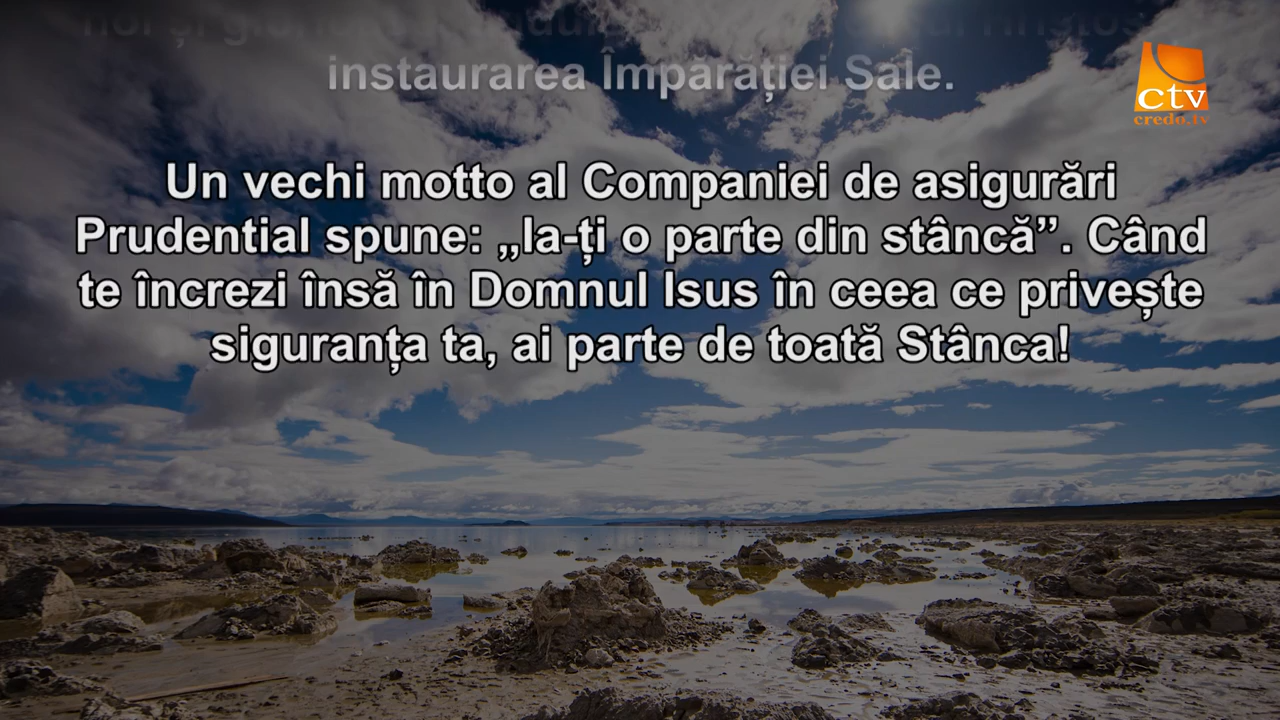 noi și
instaurarea Împărăției Sale.
ctv
credo.tv
Un vechi motto al Companiei de asigurări
Prudential spune: „Ia-ți o parte din stâncă”. Când
te încrezi însă în Domnul Isus în ceea ce privește
siguranța ta, ai parte de toată Stânca!